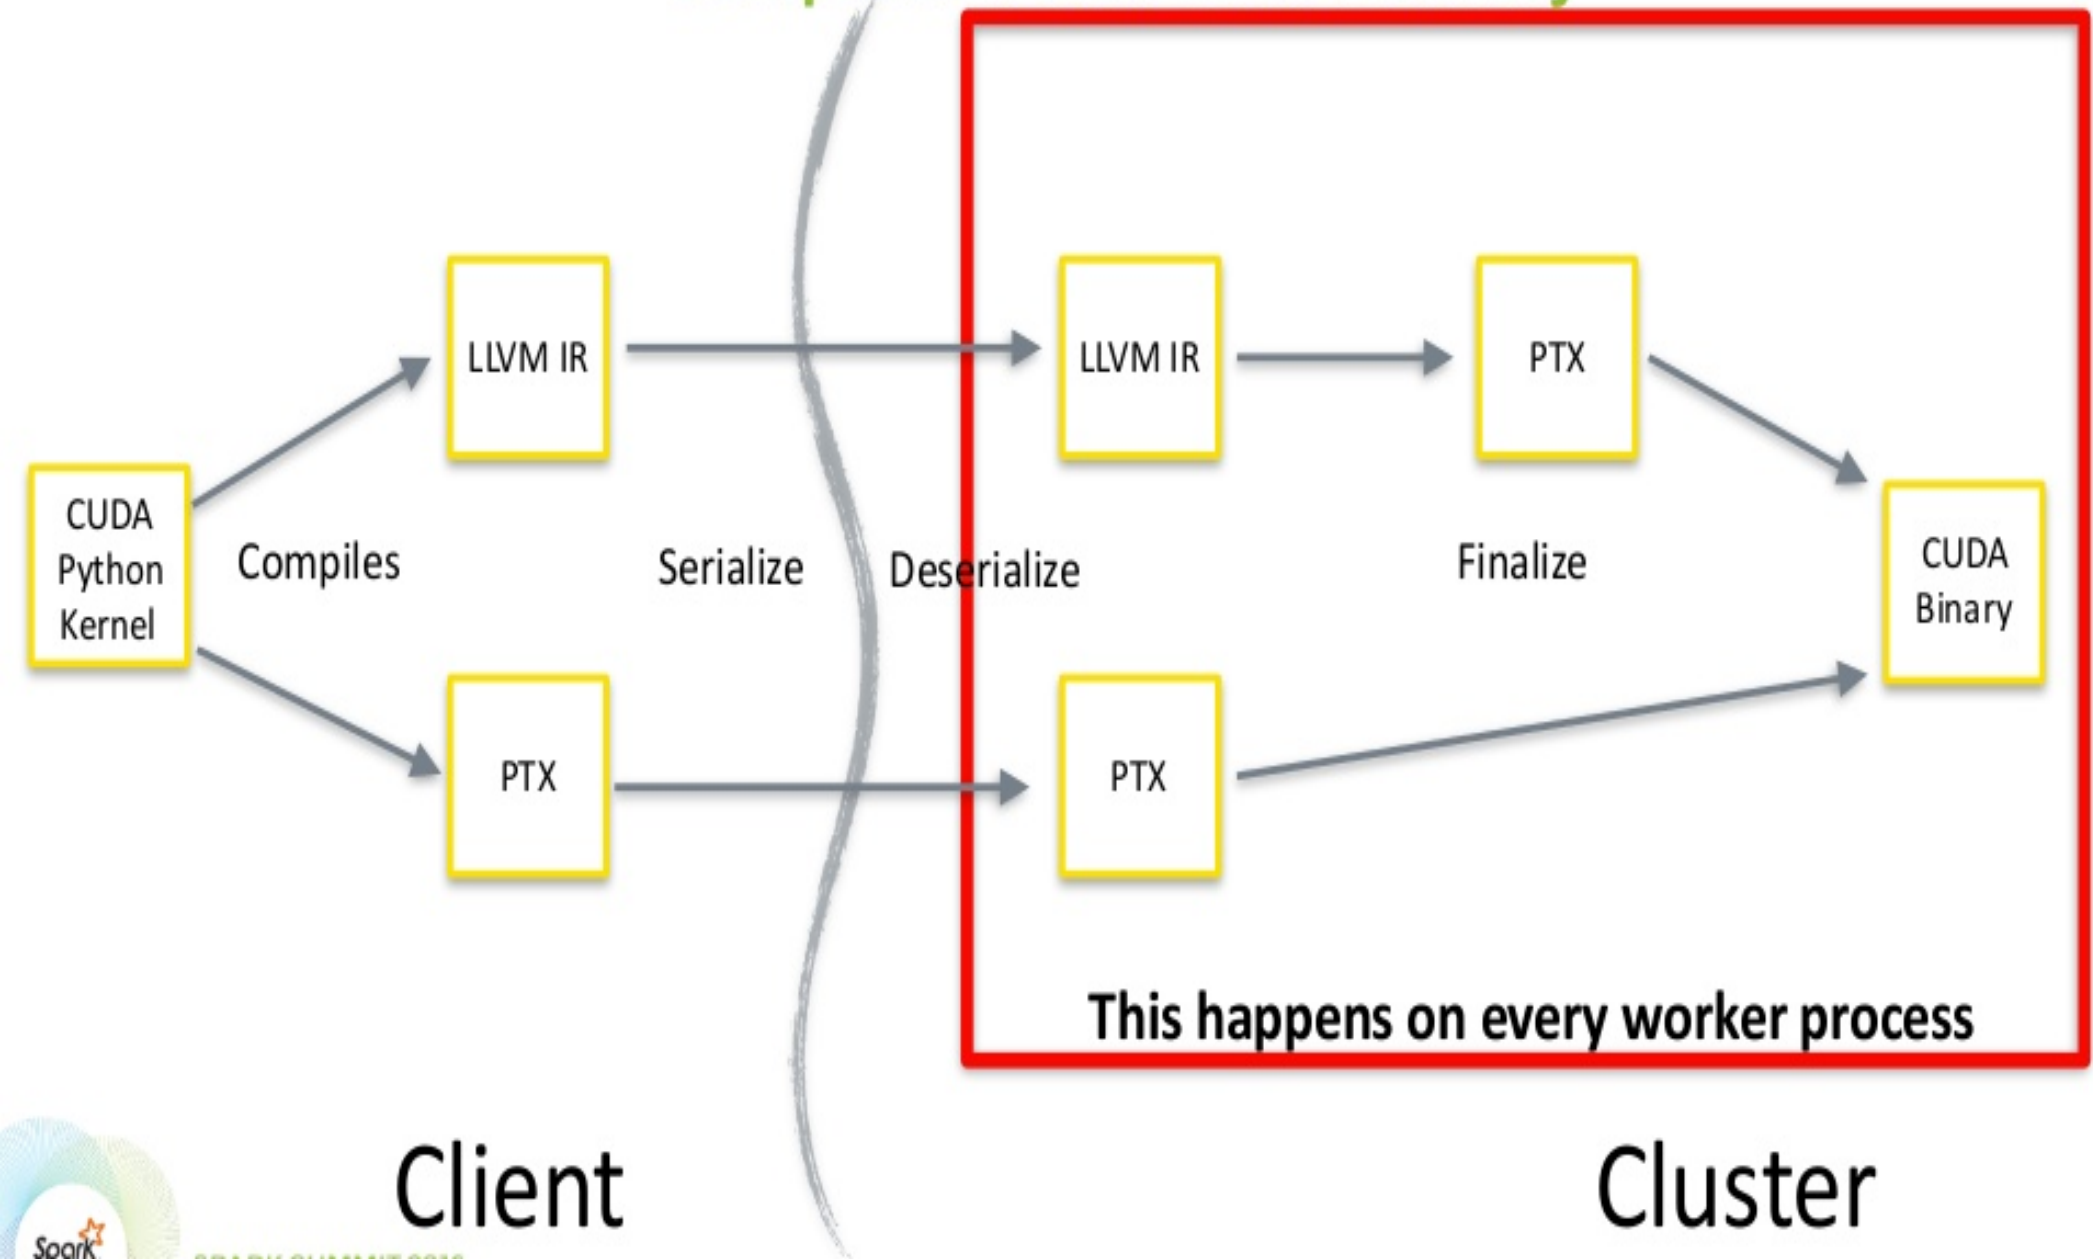 LLVM IR
LLVM IR
PTX
CUDA
Python
Kernel
Compiles
Serialize
Deserialize
Finalize
CUDA
Binary
PTX
PTX
This happens on every worker process
Client
Cluster
Spark